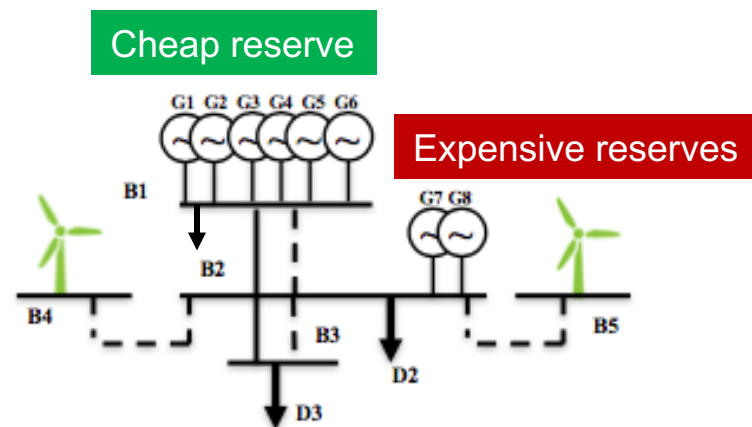 Cheap reserve
G1 G2 G3 G4 G5 G6
Expensive reserves
B1
G7 G8
B2
B4
B3
B5
D2
D3